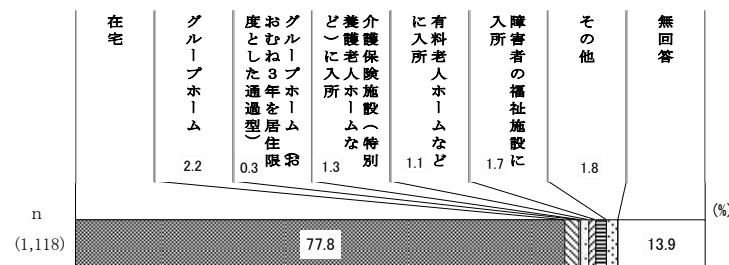 在宅
グループホーム
グループホーム（お
おむね３年を居住限
度とした通過型）
介護保険施設（特別
養護老人ホームな
ど）に入所
有料老人ホームなど
に入所
障害者の福祉施設に
入所
その他
無回答
2.2
0.3
1.3
1.1
1.7
1.8
(%)
n
(1,118)
77.8
13.9